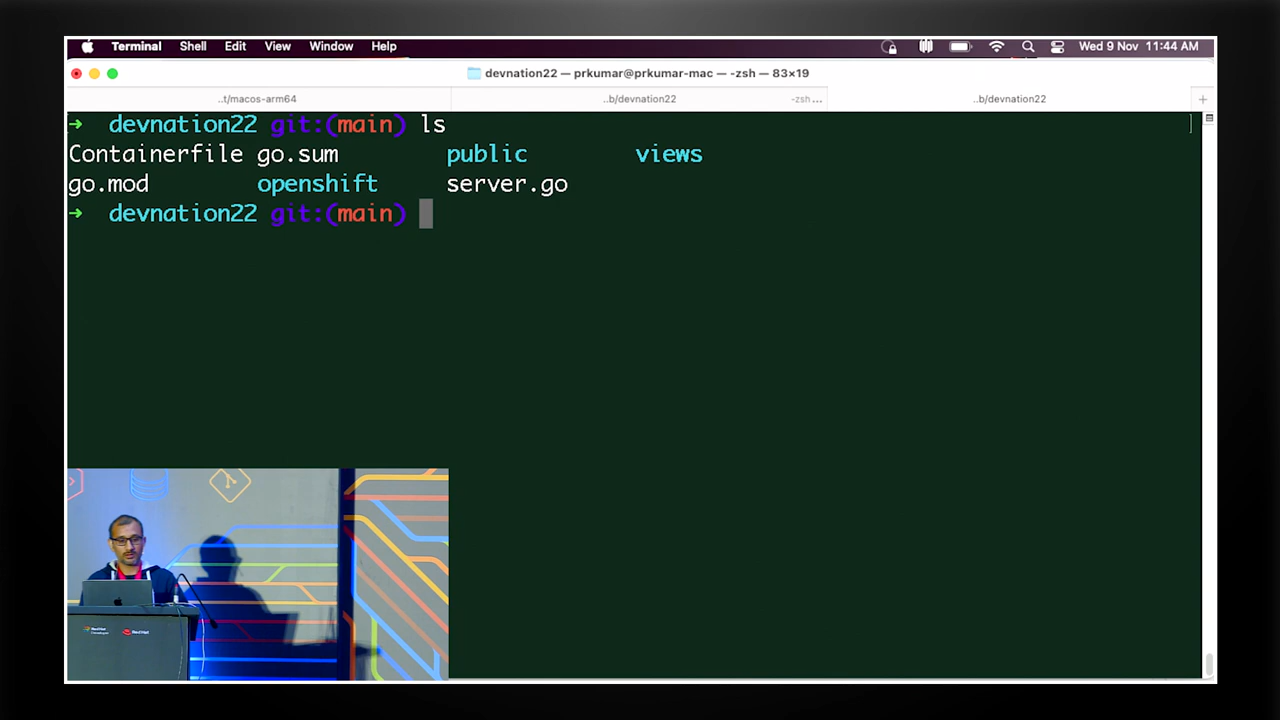 Terminal Shell Edit View Window Help Wed 9 Nov 11:44 AM
devnation22 — prkumar@prkumar-mac — -zsh — 83×19
..t/macos-arm64 ..b/devnation22 -zsh... ..b/devnation22 +
→ devnation22 git:(main) ls
Containerfile go.sum public views
go.mod openshift server.go
→ devnation22 git:(main)
Red Hat